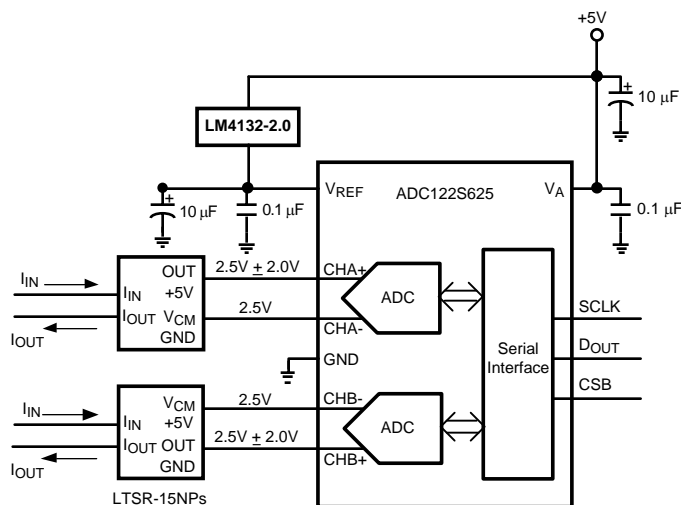 +5V
10 μF
LM4132-2.0
10 μF
0.1 μF
VREF
ADC122S625
VA
0.1 μF
IIN
IIN
IOUT
IOUT
OUT
+5V
VCM
GND
2.5V ± 2.0V
2.5V
CHA+
CHA-
ADC
GND
Serial
Interface
SCLK
DOUT
CSB
IIN
IIN
IOUT
IOUT
VCM
+5V
OUT
GND
2.5V
2.5V ± 2.0V
CHB-
CHB+
ADC
LTSR-15NPs